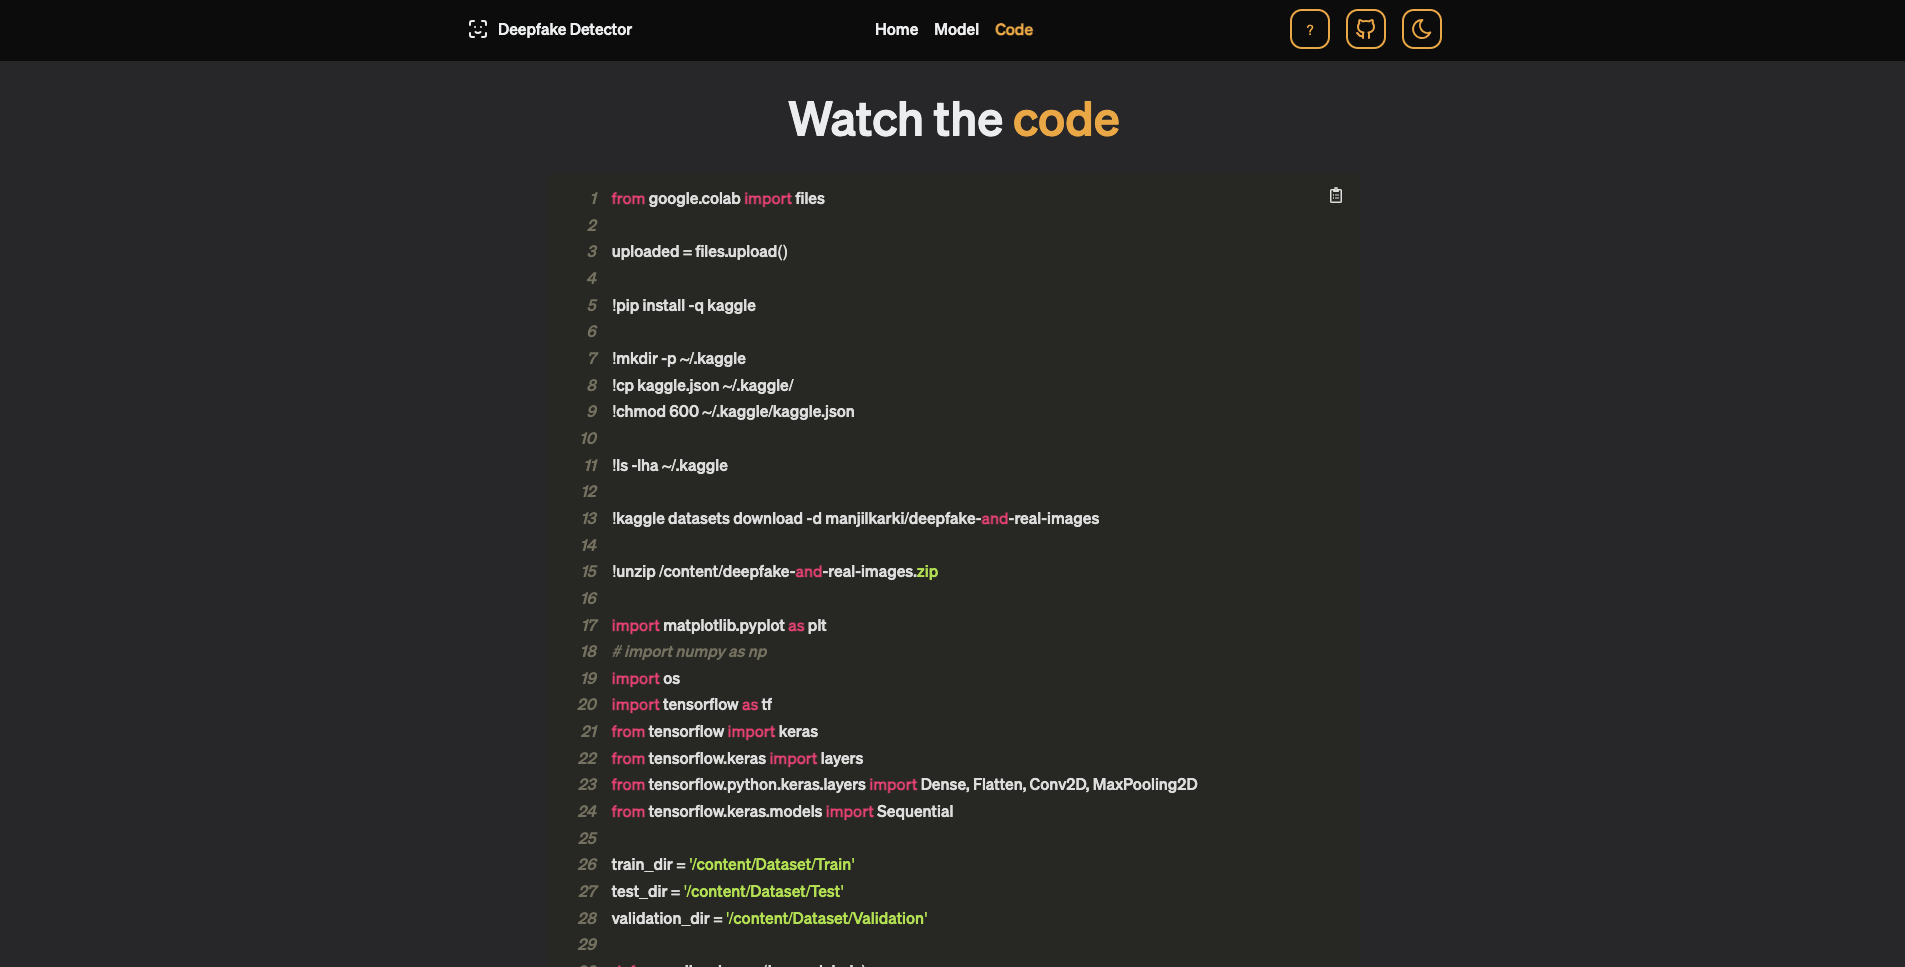 Deepfake Detector
Home Model Code
?
Watch the code
1 from google.colab import files
2
3 uploaded = files.upload()
4
5 !pip install -q kaggle
6
7 !mkdir -p ~/.kaggle
8 !cp kaggle.json ~/.kaggle/
9 !chmod 600 ~/.kaggle/kaggle.json
10
11 !ls -lha ~/.kaggle
12
13 !kaggle datasets download -d manjilkarki/deepfake-and-real-images
14
15 !unzip /content/deepfake-and-real-images.zip
16
17 import matplotlib.pyplot as plt
18 # import numpy as np
19 import os
20 import tensorflow as tf
21 from tensorflow import keras
22 from tensorflow.keras import layers
23 from tensorflow.python.keras.layers import Dense, Flatten, Conv2D, MaxPooling2D
24 from tensorflow.keras.models import Sequential
25
26 train_dir = '/content/Dataset/Train'
27 test_dir = '/content/Dataset/Test'
28 validation_dir = '/content/Dataset/Validation'
29